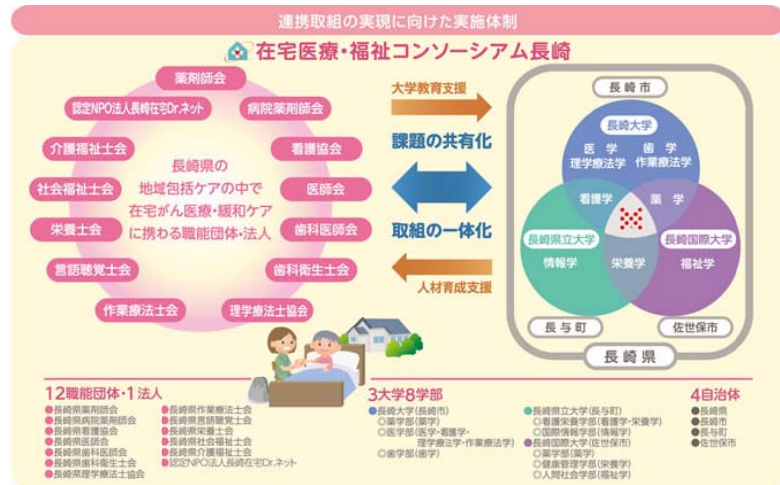 連携取組の実現に向けた実施体制
在宅医療・福祉コンソーシアム長崎
薬剤師会
認定NPO法人長崎在宅Dr.ネット
病院薬剤師会
介護福祉士会
看護協会
社会福祉士会
医師会
栄養士会
歯科医師会
言語聴覚士会
歯科衛生士会
作業療法士会
理学療法士協会
長崎県の
地域包括ケアの中で
在宅がん医療・緩和ケア
に携わる職能団体・法人
大学教育支援
課題の共有化
取組の一体化
人材育成支援
長崎市
長崎大学
医学 歯学
理学療法学 作業療法学
看護学 薬学
長崎県立大学
情報学
栄養学
長崎国際大学
福祉学
長与町
佐世保市
長崎県
12職能団体・1法人
●長崎県薬剤師会
●長崎県病院薬剤師会
●長崎県看護協会
●長崎県医師会
●長崎県歯科医師会
●長崎県歯科衛生士会
●長崎県理学療法士協会
●長崎県作業療法士会
●長崎県言語聴覚士会
●長崎県栄養士会
●長崎県社会福祉士会
●長崎県介護福祉士会
●認定NPO法人長崎在宅Dr.ネット
3大学8学部
●長崎大学(長崎市)
◎薬学部(薬学)
◎医学部(医学・看護学・
理学療法学・作業療法学)
◎歯学部(歯学)
●長崎県立大学(長与町)
◎看護栄養学部(看護学・栄養学)
◎国際情報学部(情報学)
●長崎国際大学(佐世保市)
◎薬学部(薬学)
◎健康管理学部(栄養学)
◎人間社会学部(福祉学)
4自治体
●長崎県
●長崎市
●長与町
●佐世保市